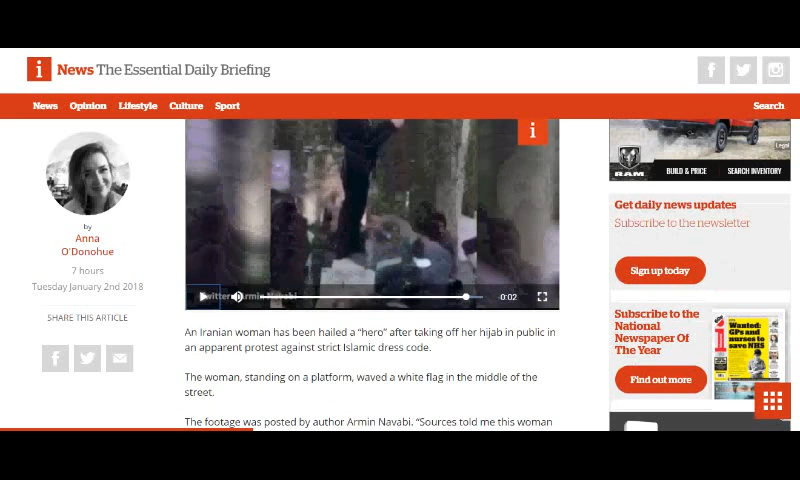 i News The Essential Daily Briefing
News Opinion Lifestyle Culture Sport Search
i
Legal
RAM BUILD & PRICE SEARCH INVENTORY
by
Anna
O'Donohue
7 hours
Tuesday January 2nd 2018
SHARE THIS ARTICLE
Twitter/Armin Navabi
-0:02
An Iranian woman has been hailed a “hero” after taking off her hijab in public in
an apparent protest against strict Islamic dress code.
The woman, standing on a platform, waved a white flag in the middle of the
street.
The footage was posted by author Armin Navabi. “Sources told me this woman
Get daily news updates
Subscribe to the newsletter
Sign up today
Subscribe to the
National
Newspaper Of
The Year
Find out more
Wanted:
GPs and
nurses to
save NHS